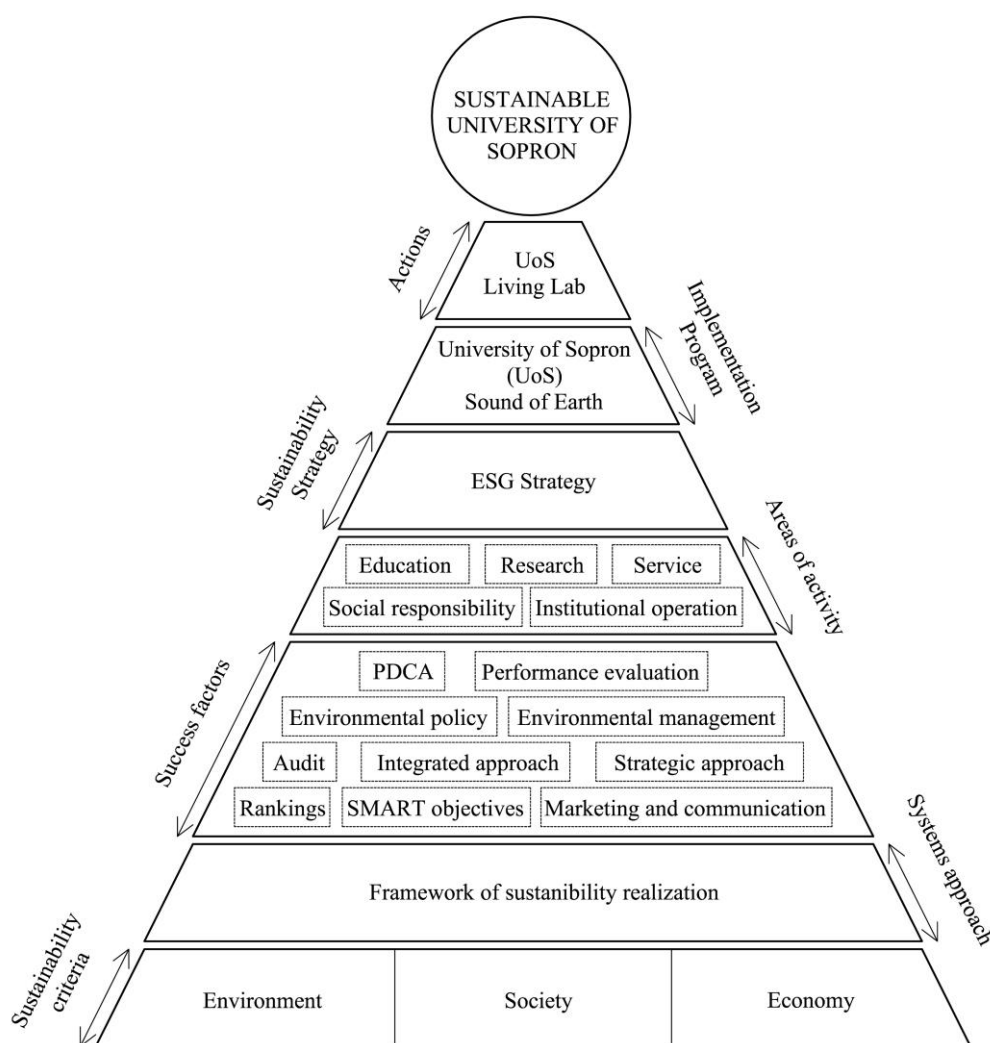 SUSTAINABLE
UNIVERSITY OF
SOPRON
Actions
UoS
Living Lab
Implementation
Program
University of Sopron
(UoS)
Sound of Earth
Sustainability
Strategy
ESG Strategy
Areas of activity
Education
Research
Service
Social responsibility
Institutional operation
Success factors
PDCA
Performance evaluation
Environmental policy
Environmental management
Audit
Integrated approach
Strategic approach
Rankings
SMART objectives
Marketing and communication
Systems approach
Framework of sustanibility realization
Sustainability
criteria
Environment
Society
Economy